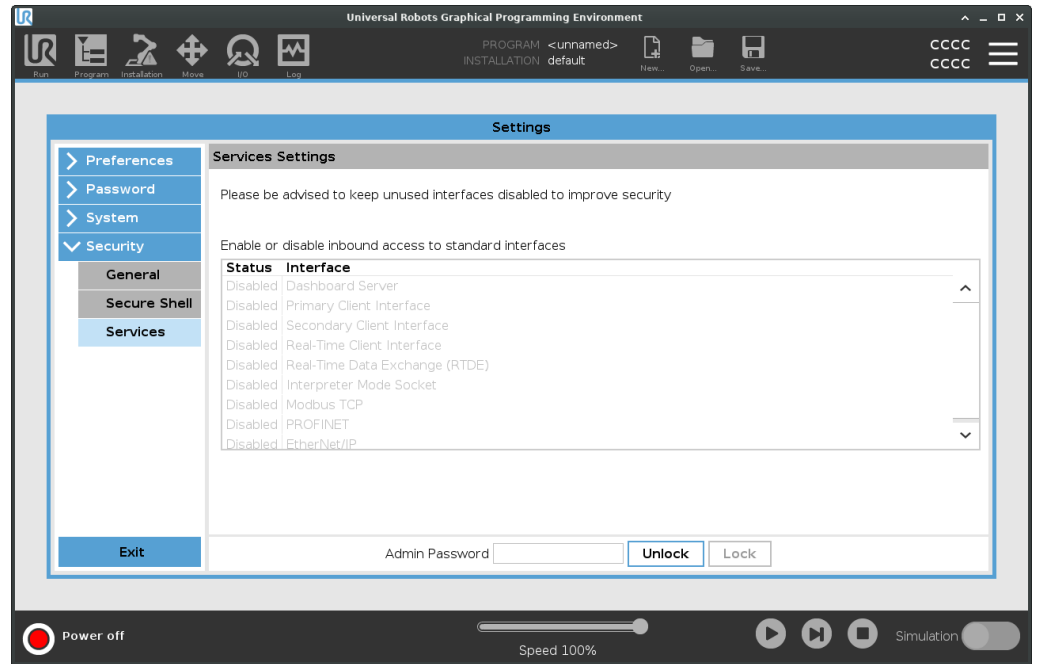 UR
Universal Robots Graphical Programming Environment
UR
Run
Program
Installation
Move
I/O
Log
PROGRAM <unnamed>
INSTALLATION default
New...
Open...
Save...
CCCC
CCCC
Settings
Preferences
Password
System
Security
General
Secure Shell
Services
Exit
Services Settings
Please be advised to keep unused interfaces disabled to improve security
Enable or disable inbound access to standard interfaces
Status Interface
Disabled Dashboard Server
Disabled Primary Client Interface
Disabled Secondary Client Interface
Disabled Real-Time Client Interface
Disabled Real-Time Data Exchange (RTDE)
Disabled Interpreter Mode Socket
Disabled Modbus TCP
Disabled PROFINET
Disabled EtherNet/IP
Admin Password Unlock Lock
Power off
Speed 100%
Simulation